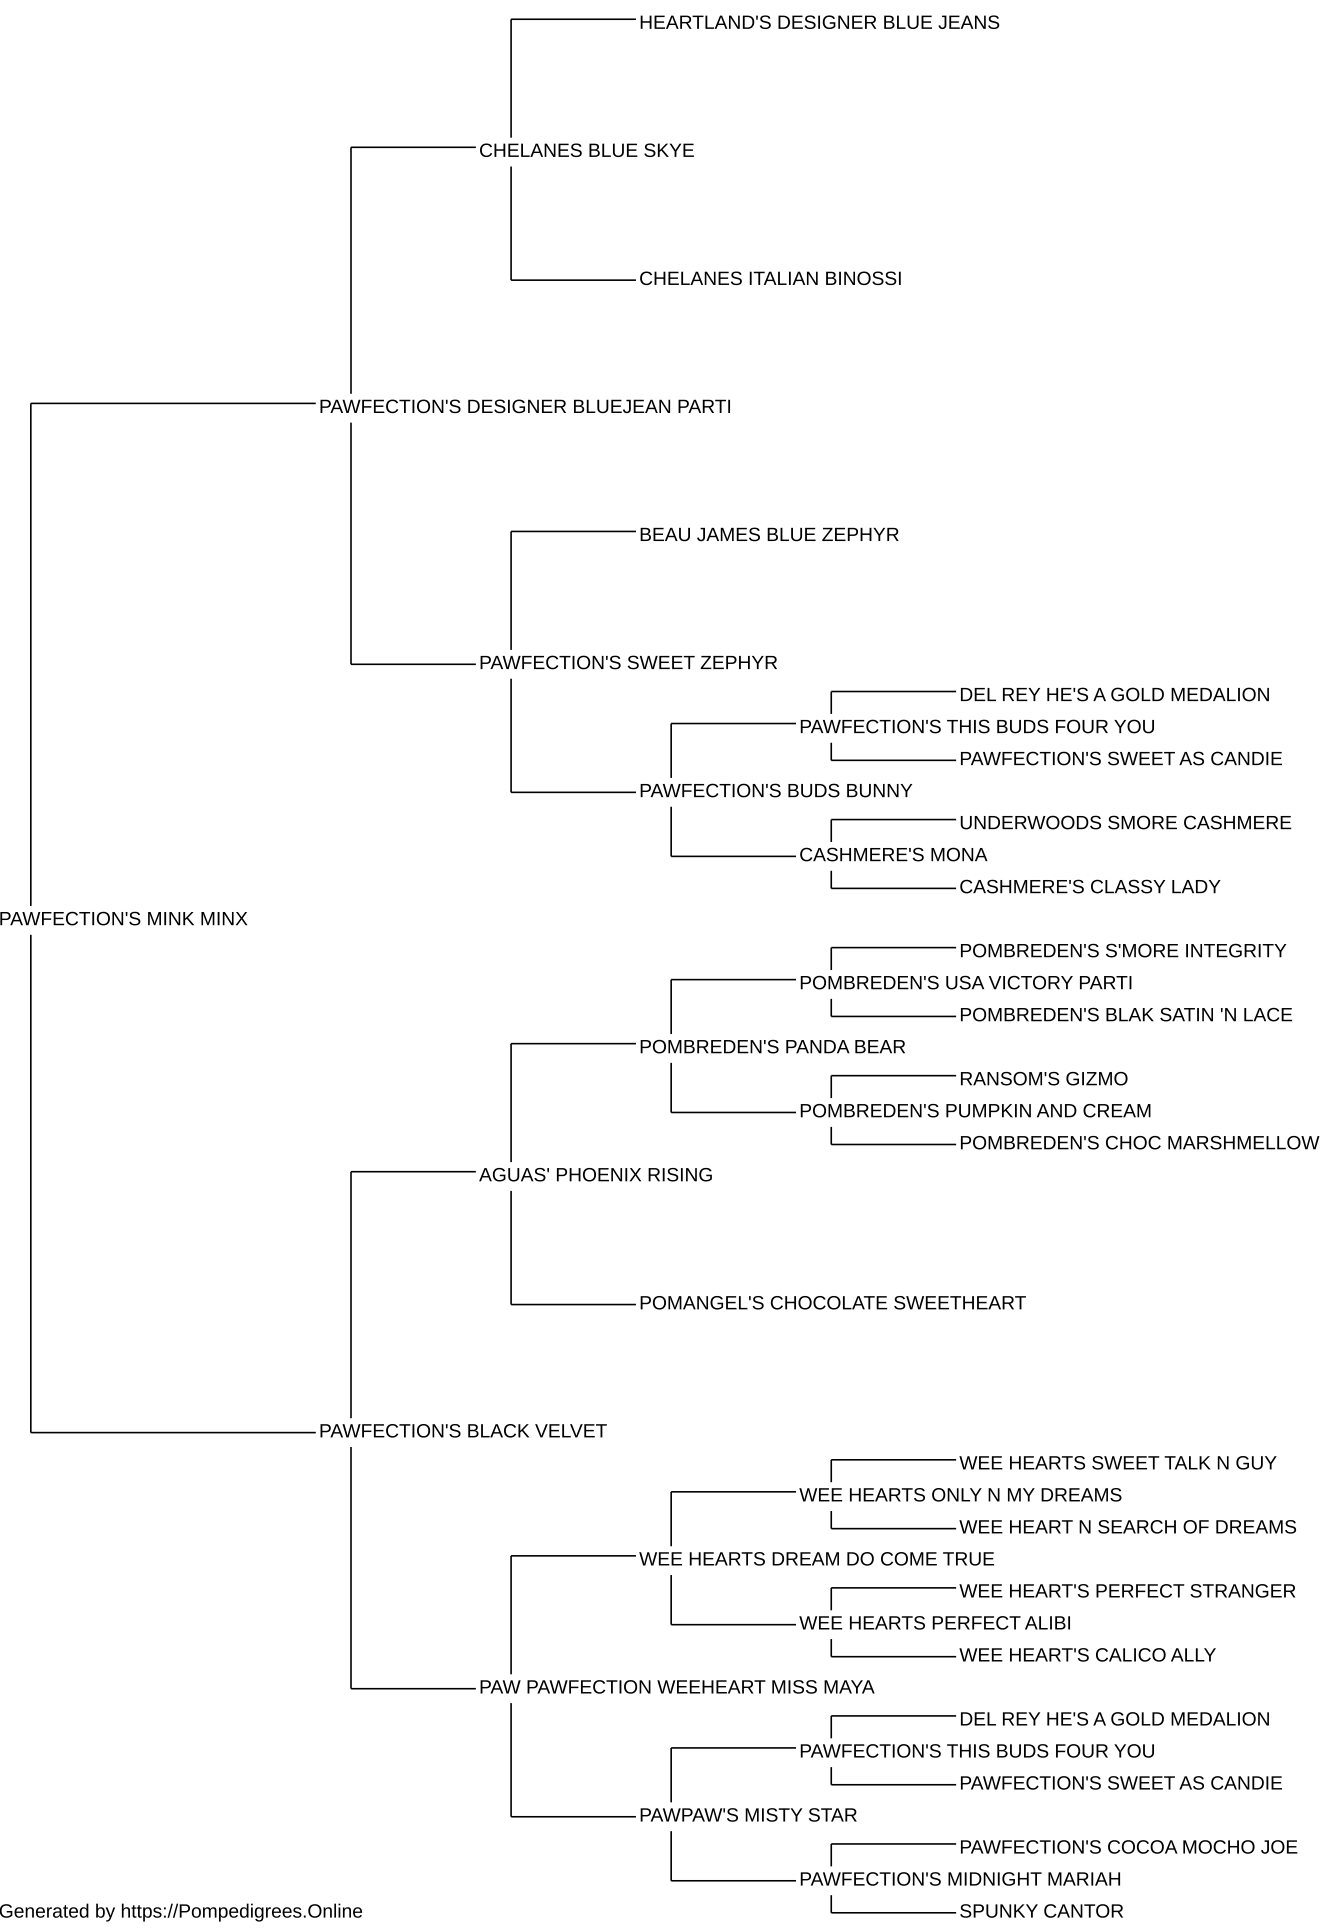 HEARTLAND'S DESIGNER BLUE JEANS
CHELANES BLUE SKYE
CHELANES ITALIAN BINOSSI
PAWFECTION'S DESIGNER BLUEJEAN PARTI
BEAU JAMES BLUE ZEPHYR
PAWFECTION'S SWEET ZEPHYR
DEL REY HE'S A GOLD MEDALION
PAWFECTION'S THIS BUDS FOUR YOU
PAWFECTION'S SWEET AS CANDIE
PAWFECTION'S BUDS BUNNY
UNDERWOODS SMORE CASHMERE
CASHMERE'S MONA
CASHMERE'S CLASSY LADY
PAWFECTION'S MINK MINX
POMBREDEN'S S'MORE INTEGRITY
POMBREDEN'S USA VICTORY PARTI
POMBREDEN'S BLAK SATIN 'N LACE
POMBREDEN'S PANDA BEAR
RANSOM'S GIZMO
POMBREDEN'S PUMPKIN AND CREAM
POMBREDEN'S CHOC MARSHMELLOW
AGUAS' PHOENIX RISING
POMANGEL'S CHOCOLATE SWEETHEART
PAWFECTION'S BLACK VELVET
WEE HEARTS SWEET TALK N GUY
WEE HEARTS ONLY N MY DREAMS
WEE HEART N SEARCH OF DREAMS
WEE HEARTS DREAM DO COME TRUE
WEE HEART'S PERFECT STRANGER
WEE HEARTS PERFECT ALIBI
WEE HEART'S CALICO ALLY
PAW PAWFECTION WEEHEART MISS MAYA
DEL REY HE'S A GOLD MEDALION
PAWFECTION'S THIS BUDS FOUR YOU
PAWFECTION'S SWEET AS CANDIE
PAWPAW'S MISTY STAR
PAWFECTION'S COCOA MOCHO JOE
PAWFECTION'S MIDNIGHT MARIAH
SPUNKY CANTOR
Generated by https://Pompedigrees.Online